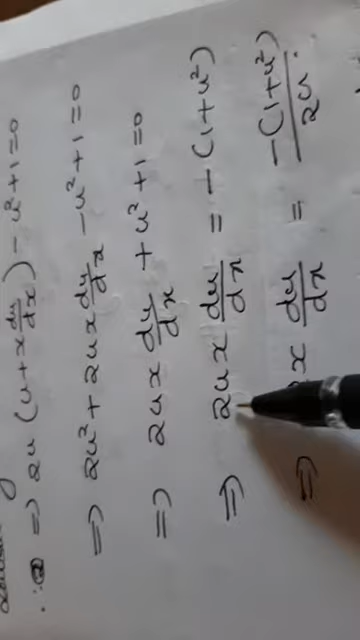 ∴ ⇒ 2u (u + x du/dx) - u² + 1 = 0
⇒ 2u² + 2ux du/dx - u² + 1 = 0
⇒ 2ux du/dx + u² + 1 = 0
⇒ 2ux du/dx = - (1 + u²)
⇒ x du/dx = -(1 + u²)/2u.